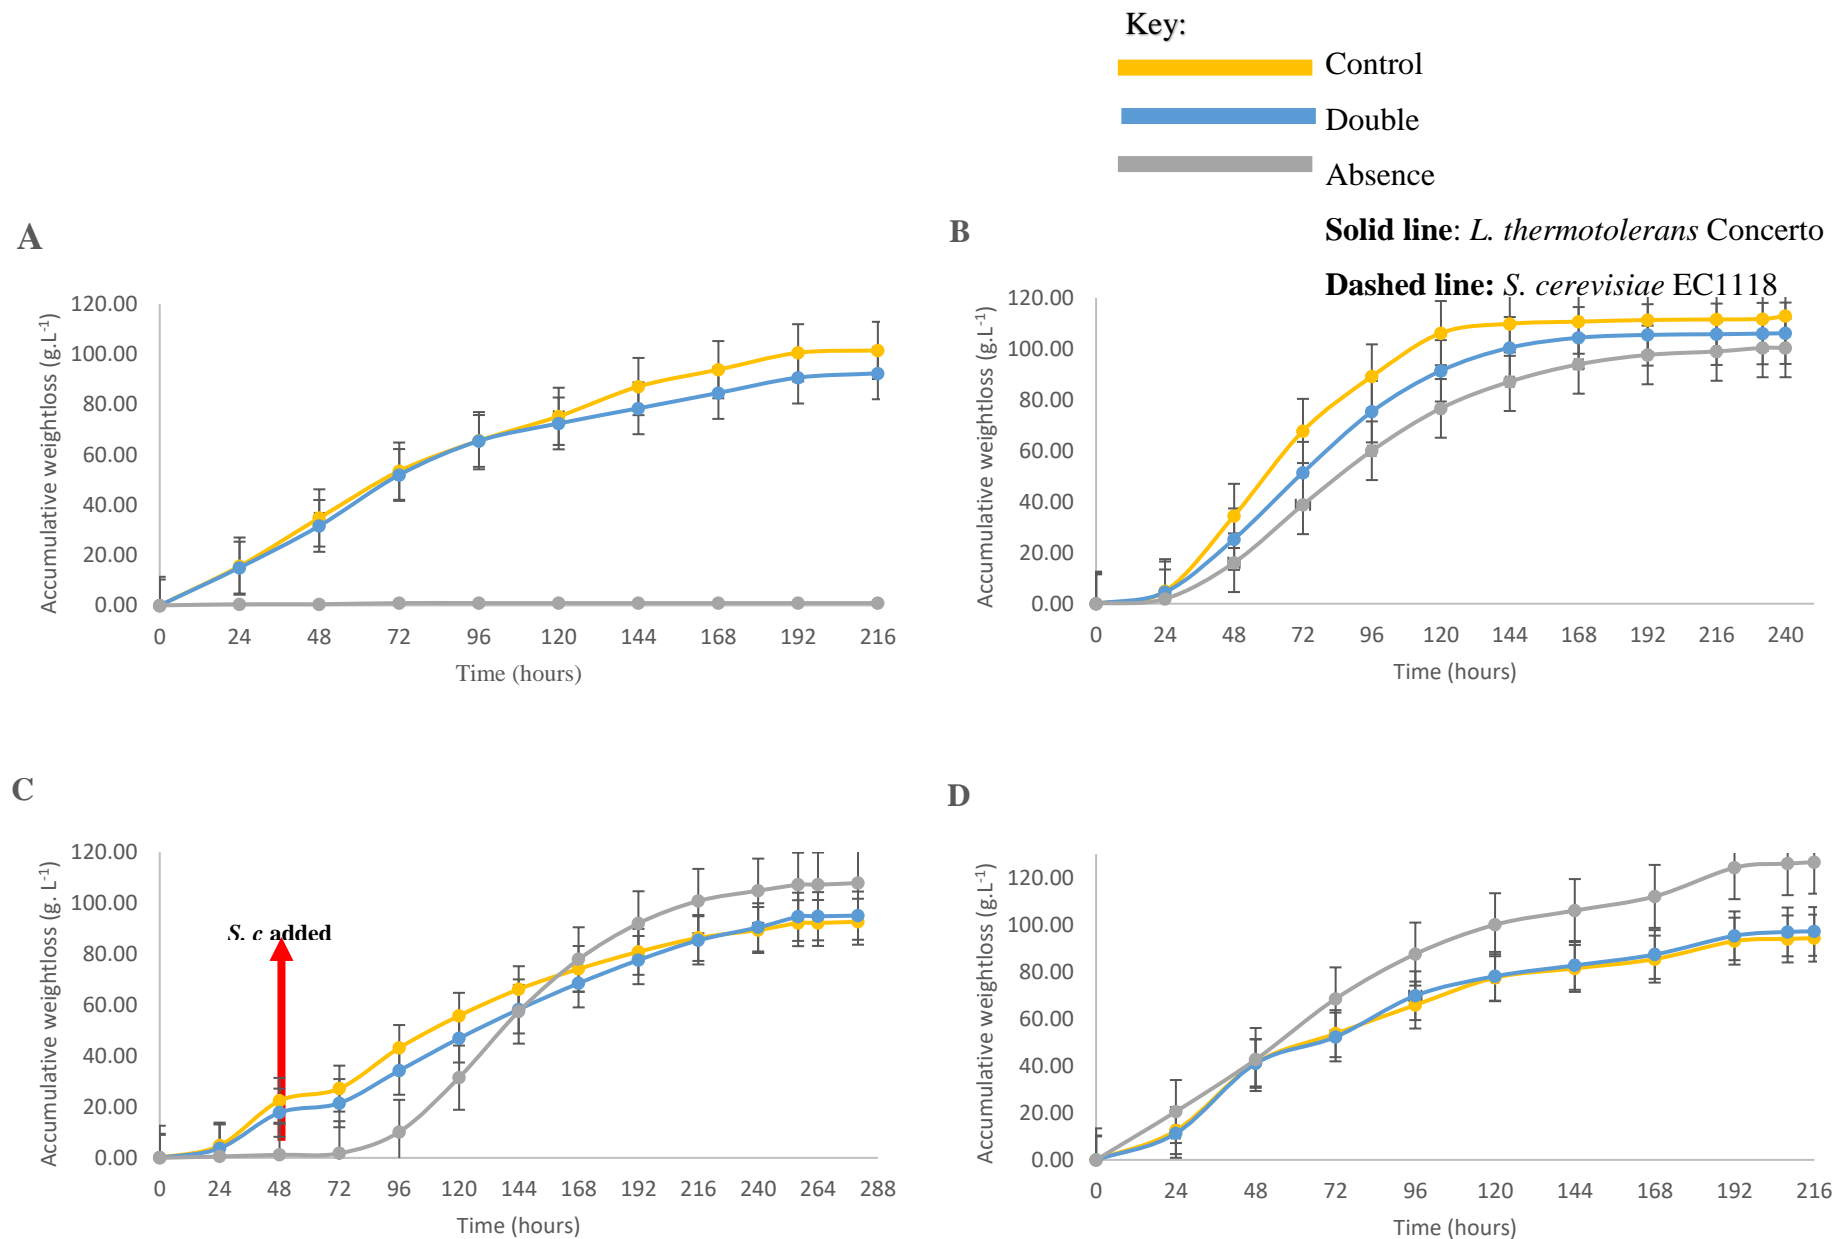 Key:
Control
Double
Absence
Solid line: L. thermotolerans Concerto
Dashed line: S. cerevisiae EC1118
A
Accumulative weightloss (g.L-1)
120.00
100.00
80.00
60.00
40.00
20.00
0.00
0 24 48 72 96 120 144 168 192 216
Time (hours)
B
Accumulative weightloss (g.L-1)
120.00
100.00
80.00
60.00
40.00
20.00
0.00
0 24 48 72 96 120 144 168 192 216 240
Time (hours)
C
Accumulative weightloss (g. L-1)
120.00
100.00
80.00
60.00
40.00
20.00
0.00
S. c added
0 24 48 72 96 120 144 168 192 216 240 264 288
Time (hours)
D
Accumulative weightloss (g.L-1)
120.00
100.00
80.00
60.00
40.00
20.00
0.00
0 24 48 72 96 120 144 168 192 216
Time (hours)